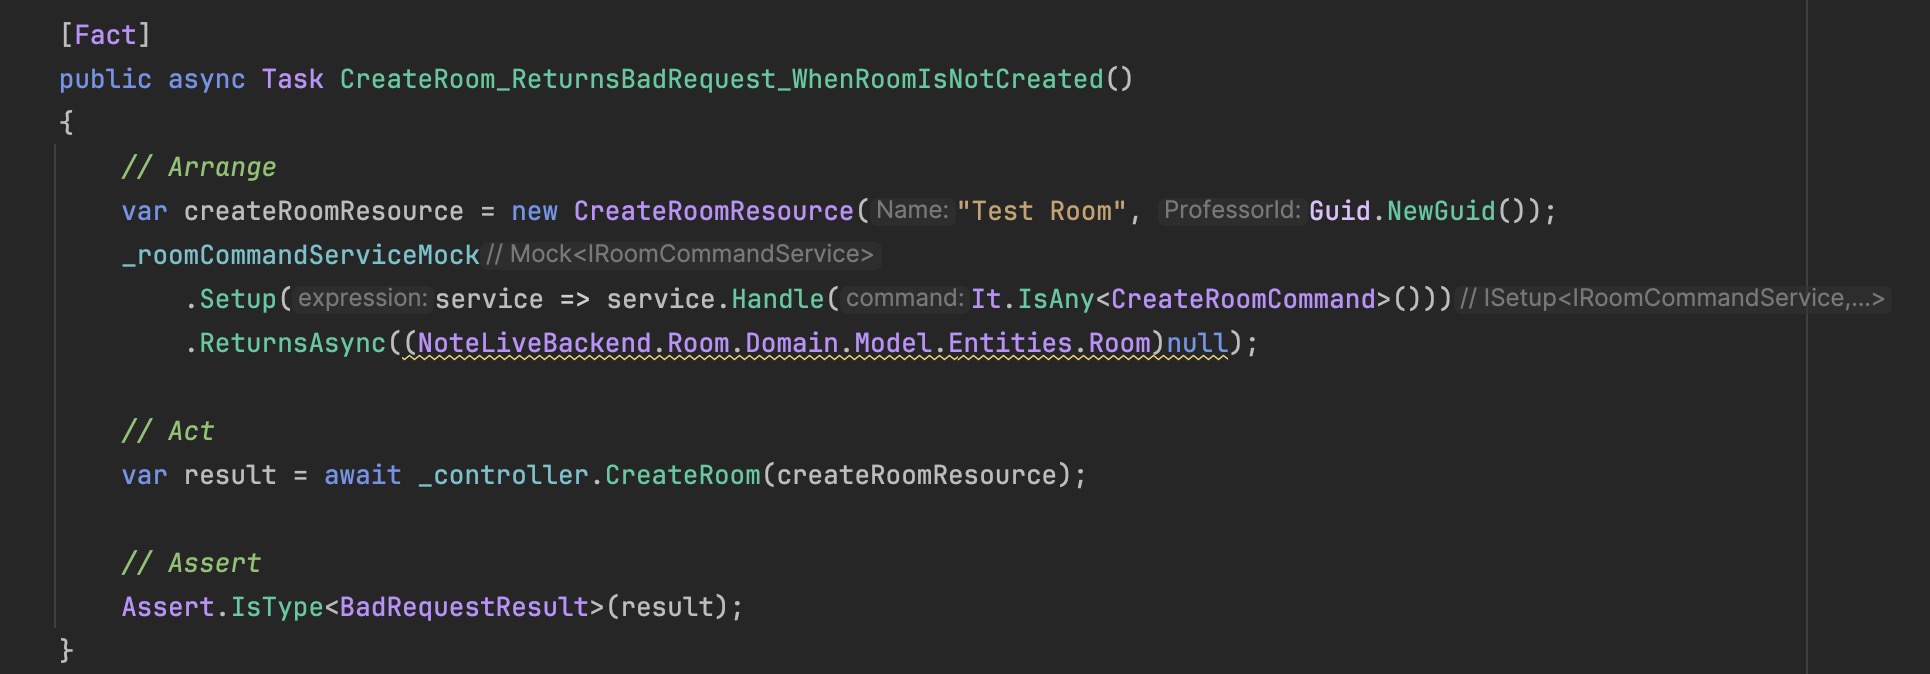 [Fact]
public async Task CreateRoom_ReturnsBadRequest_WhenRoomIsNotCreated()
{
// Arrange
var createRoomResource = new CreateRoomResource( Name: "Test Room", ProfessorId: Guid.NewGuid());
_roomCommandServiceMock // Mock<IRoomCommandService>
.Setup( expression: service => service.Handle( command: It.IsAny<CreateRoomCommand>())) // ISetup<IRoomCommandService,...>
.ReturnsAsync((NoteLiveBackend.Room.Domain.Model.Entities.Room)null);
// Act
var result = await _controller.CreateRoom(createRoomResource);
// Assert
Assert.IsType<BadRequestResult>(result);
}